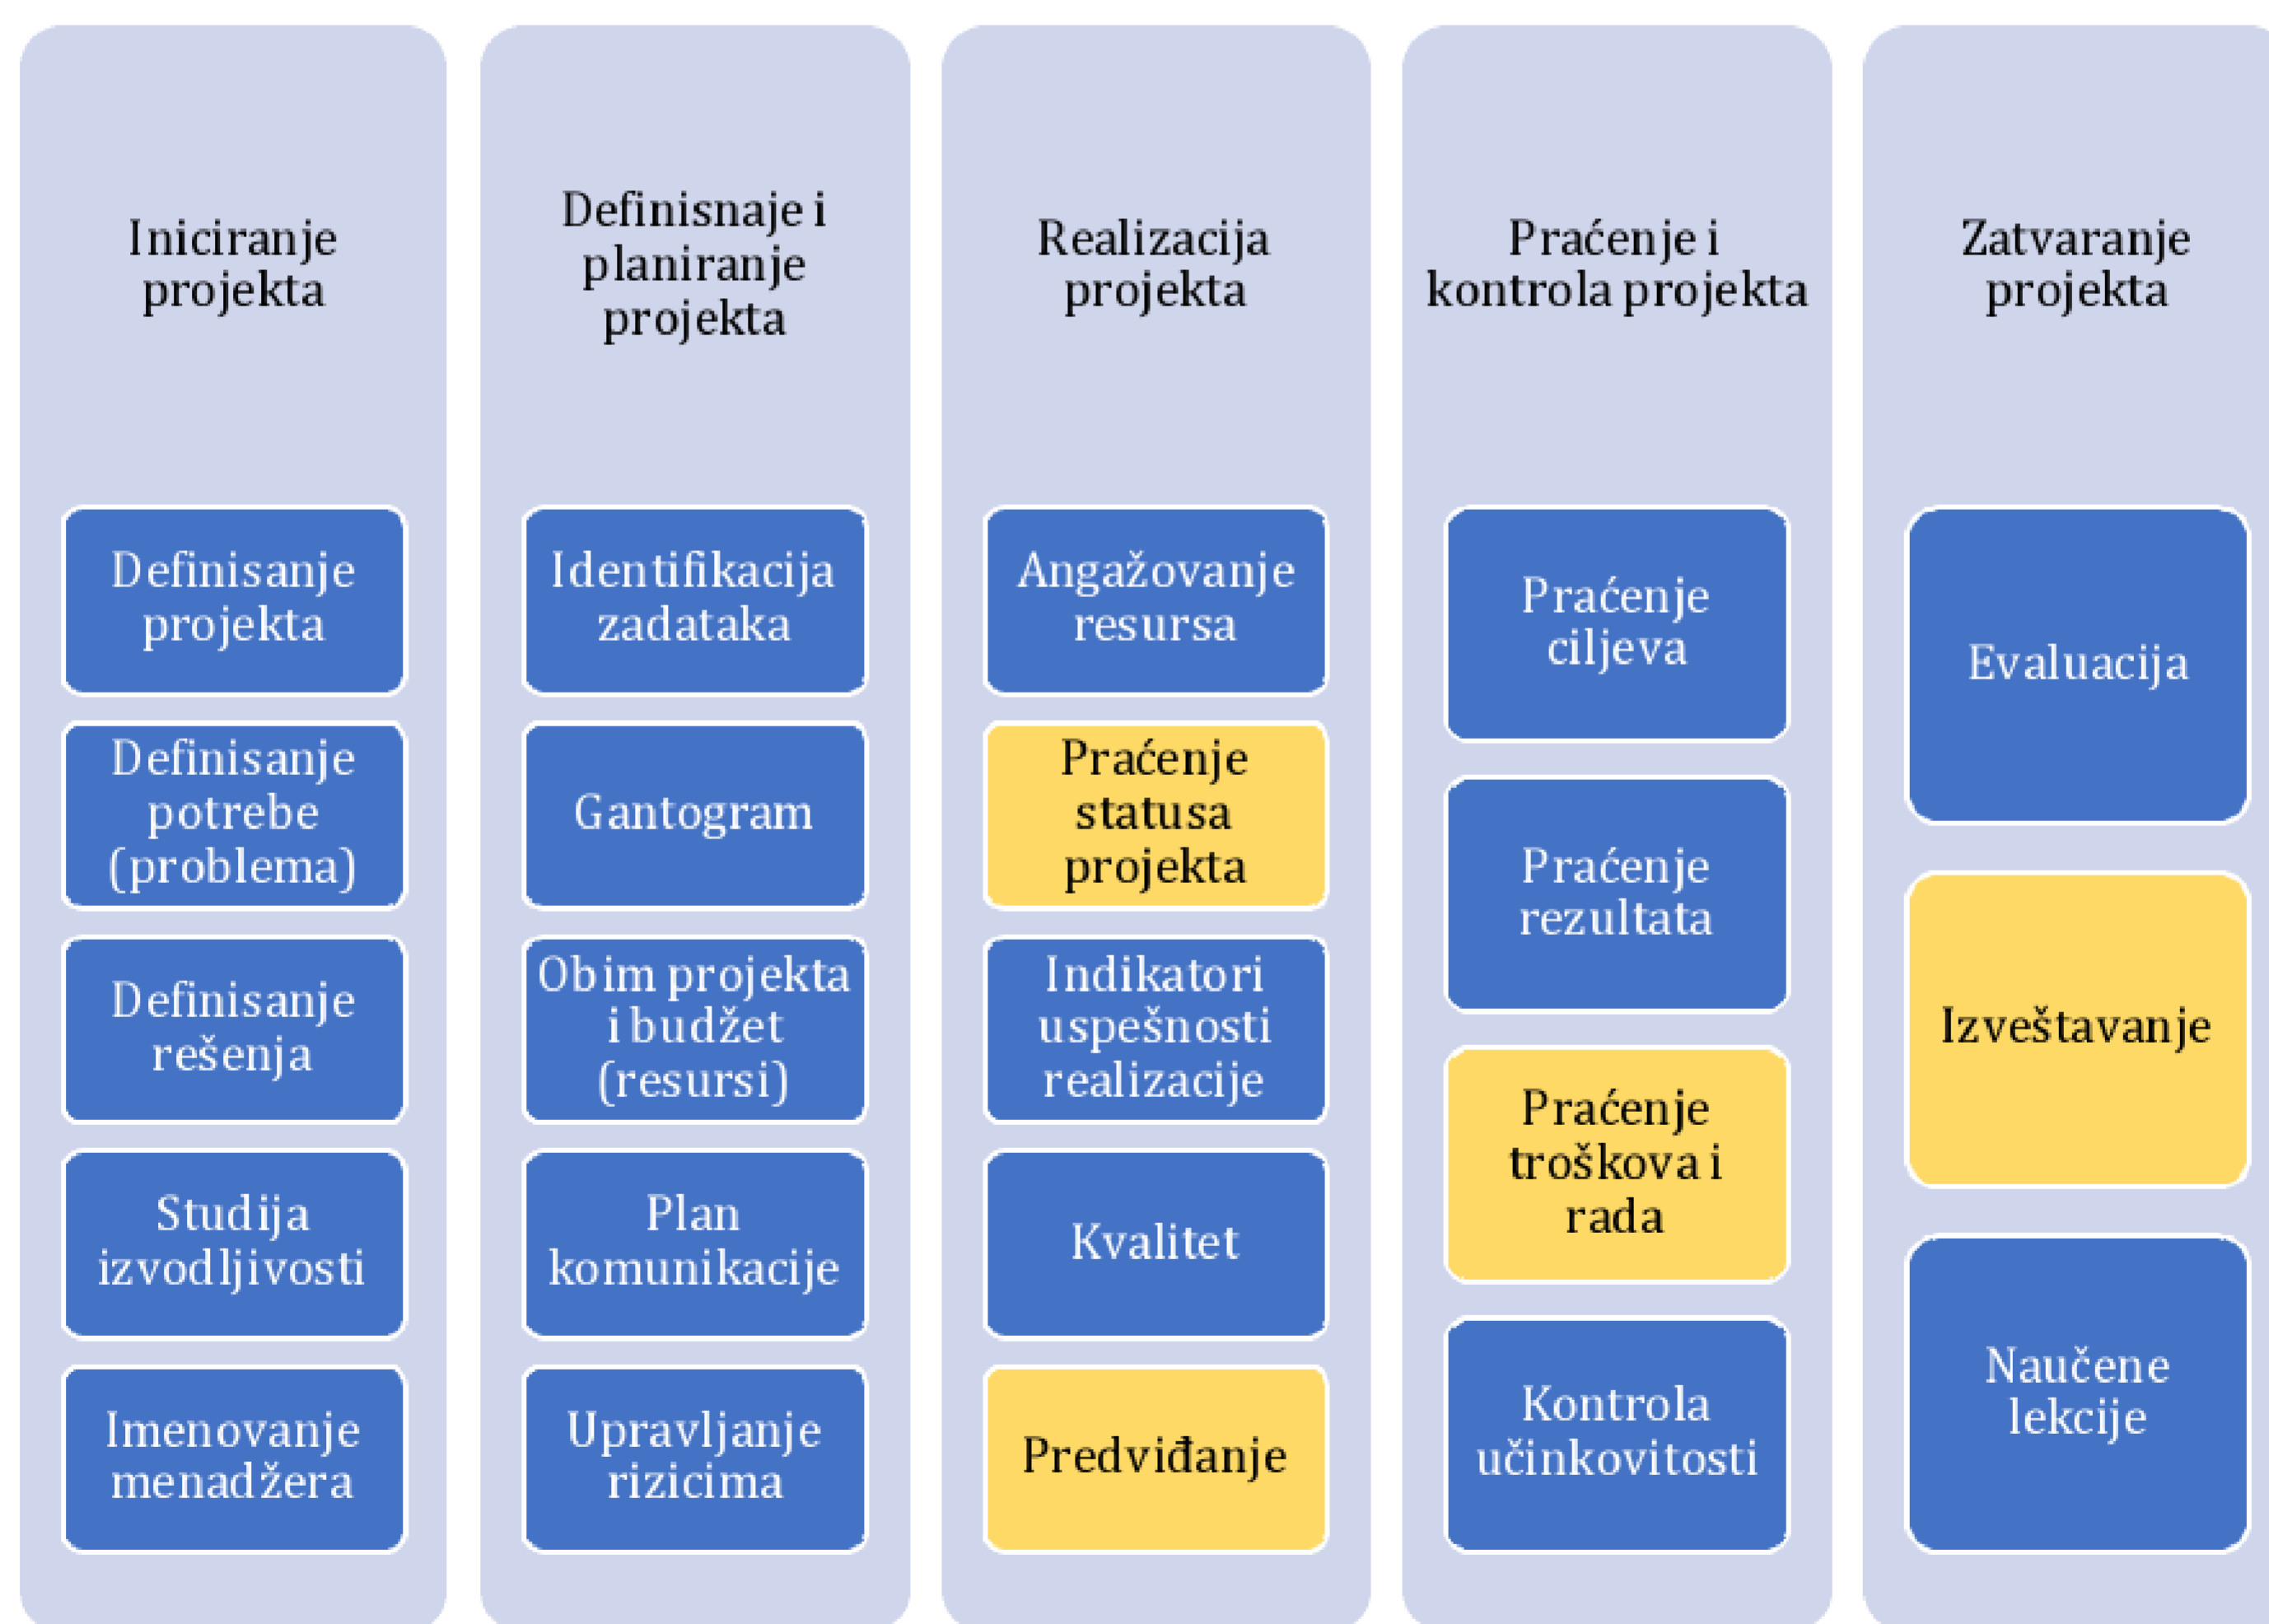 Iniciranje
projekta
Definisanje
projekta
Definisanje
potrebe
(problema)
Definisanje
rešenja
Studija
izvodljivosti
Imenovanje
menadžera
Definisnaje i
planiranje
projekta
Identifikacija
zadataka
Gantogram
Obim projekta
i budžet
(resursi)
Plan
komunikacije
Upravljanje
rizicima
Realizacija
projekta
Angažovanje
resursa
Praćenje
statusa
projekta
Indikatori
uspešnosti
realizacije
Kvalitet
Predviđanje
Praćenje i
kontrola projekta
Praćenje
ciljeva
Praćenje
rezultata
Praćenje
troškova i
rada
Kontrola
učinkovitosti
Zatvaranje
projekta
Evaluacija
Izveštavanje
Naučene
lekcije